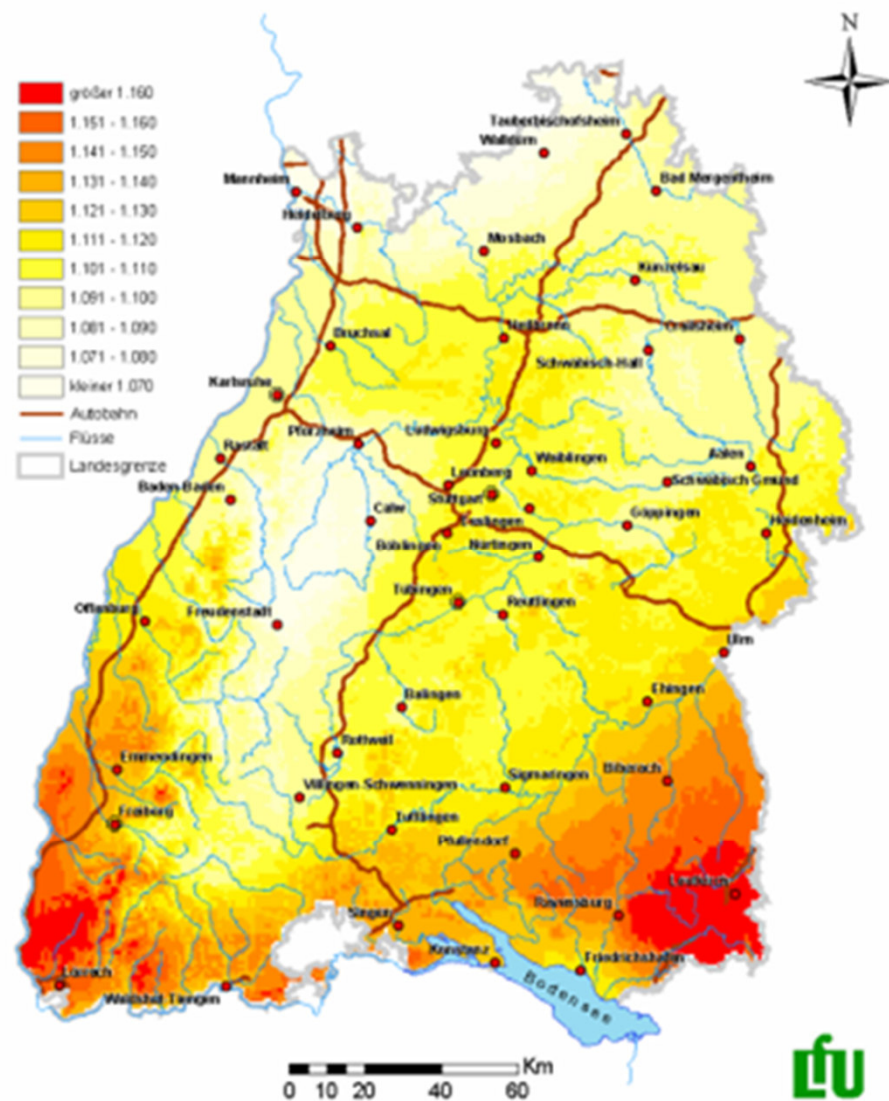 N
größer 1.160
1.151 - 1.160
1.141 - 1.150
1.131 - 1.140
1.121 - 1.130
1.111 - 1.120
1.101 - 1.110
1.091 - 1.100
1.081 - 1.090
1.071 - 1.080
kleiner 1.070
Autobahn
Flüsse
Landesgrenze
Tauberbischofsheim
Walldürn
Mannheim
Bad Mergentheim
Heidelberg
Mosbach
Künzelsau
Bruchsal
Heilbronn
Crailsheim
Schwäbisch-Hall
Karlsruhe
Pforzheim
Ludwigsburg
Rastatt
Waiblingen
Aalen
Leonberg
Schwäbisch Gmünd
Baden-Baden
Stuttgart
Calw
Esslingen
Göppingen
Heidenheim
Böblingen
Nürtingen
Tübingen
Reutlingen
Offenburg
Freudenstadt
Ulm
Balingen
Ehingen
Rottweil
Emmendingen
Villingen-Schwenningen
Sigmaringen
Biberach
Freiburg
Tuttlingen
Pfullendorf
Leutkirch
Ravensburg
Singen
Konstanz
Friedrichshafen
Lörrach
Waldshut Tiengen
Bodensee
Km
0 10 20 40 60
LfU